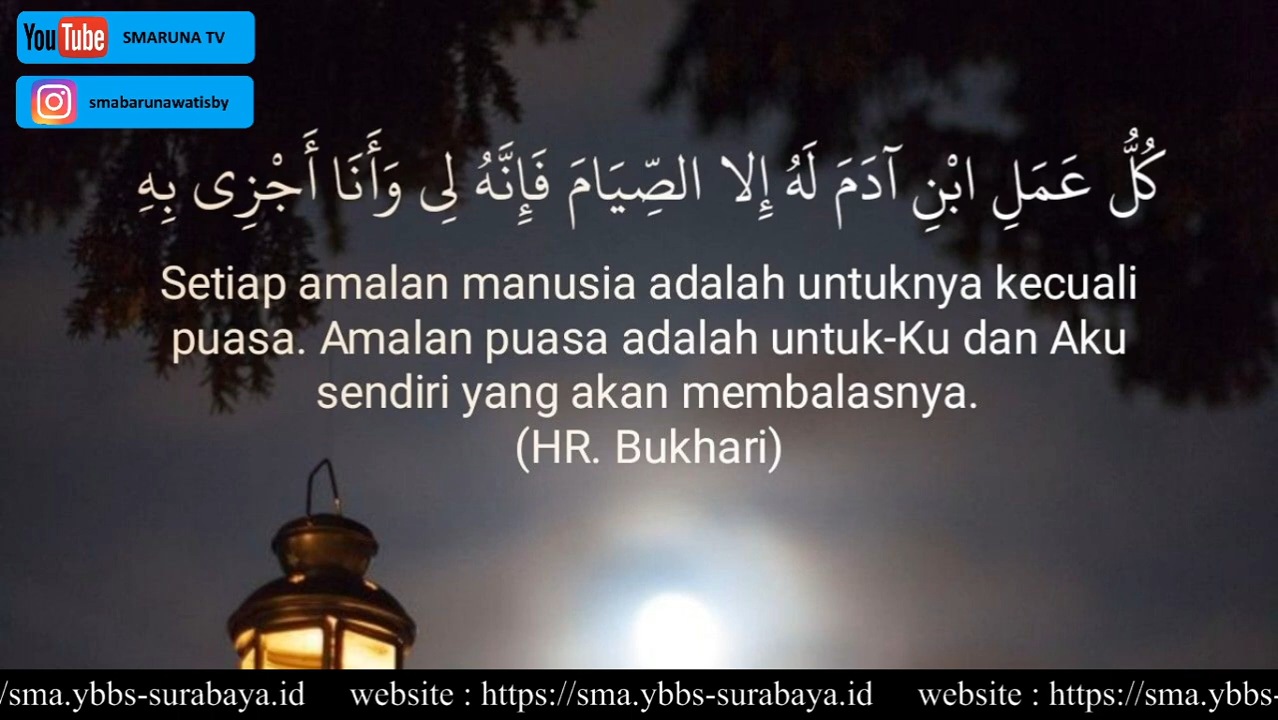 YouTube SMARUNA TV
smabarunawatisby
كُلُّ عَمَلِ ابْنِ آدَمَ لَهُ إِلا الصِّيَامَ فَإِنَّهُ لِى وَأَنَا أَجْزِى بِهِ
Setiap amalan manusia adalah untuknya kecuali
puasa. Amalan puasa adalah untuk-Ku dan Aku
sendiri yang akan membalasnya.
(HR. Bukhari)
/sma.ybbs-surabaya.id website : https://sma.ybbs-surabaya.id website : https://sma.ybbs-